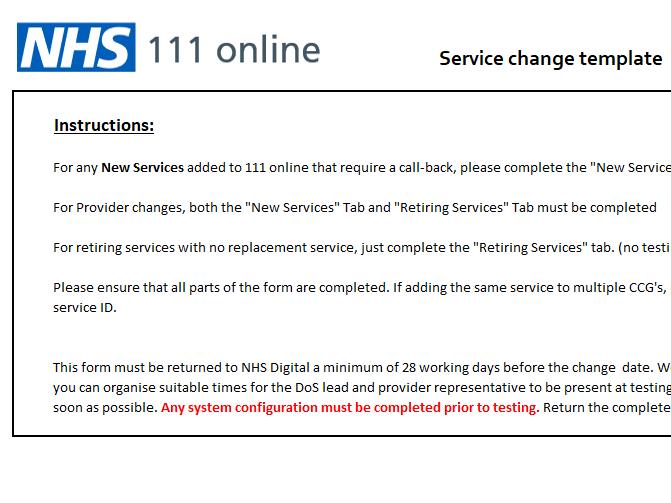 NHS 111 online
Service change template
Instructions:
For any New Services added to 111 online that require a call-back, please complete the "New Service
For Provider changes, both the "New Services" Tab and "Retiring Services" Tab must be completed
For retiring services with no replacement service, just complete the "Retiring Services" tab. (no testi
Please ensure that all parts of the form are completed. If adding the same service to multiple CCG's,
service ID.
This form must be returned to NHS Digital a minimum of 28 working days before the change  date. W
you can organise suitable times for the DoS lead and provider representative to be present at testing
soon as possible. Any system configuration must be completed prior to testing. Return the complete